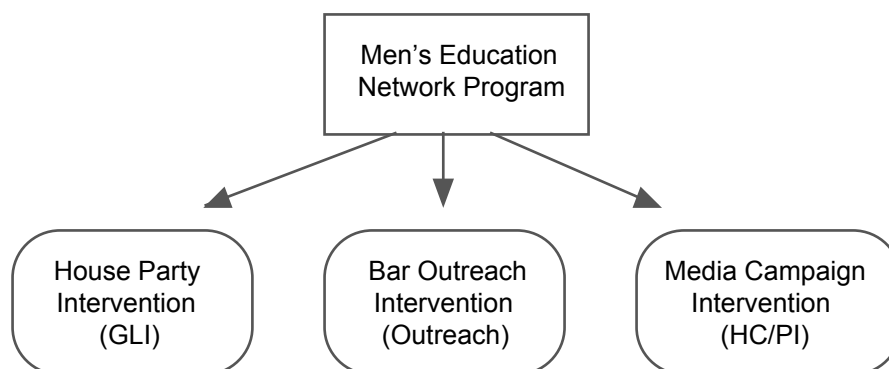 Men’s Education
Network Program
House Party
Intervention
(GLI)
Bar Outreach
Intervention
(Outreach)
Media Campaign
Intervention
(HC/PI)